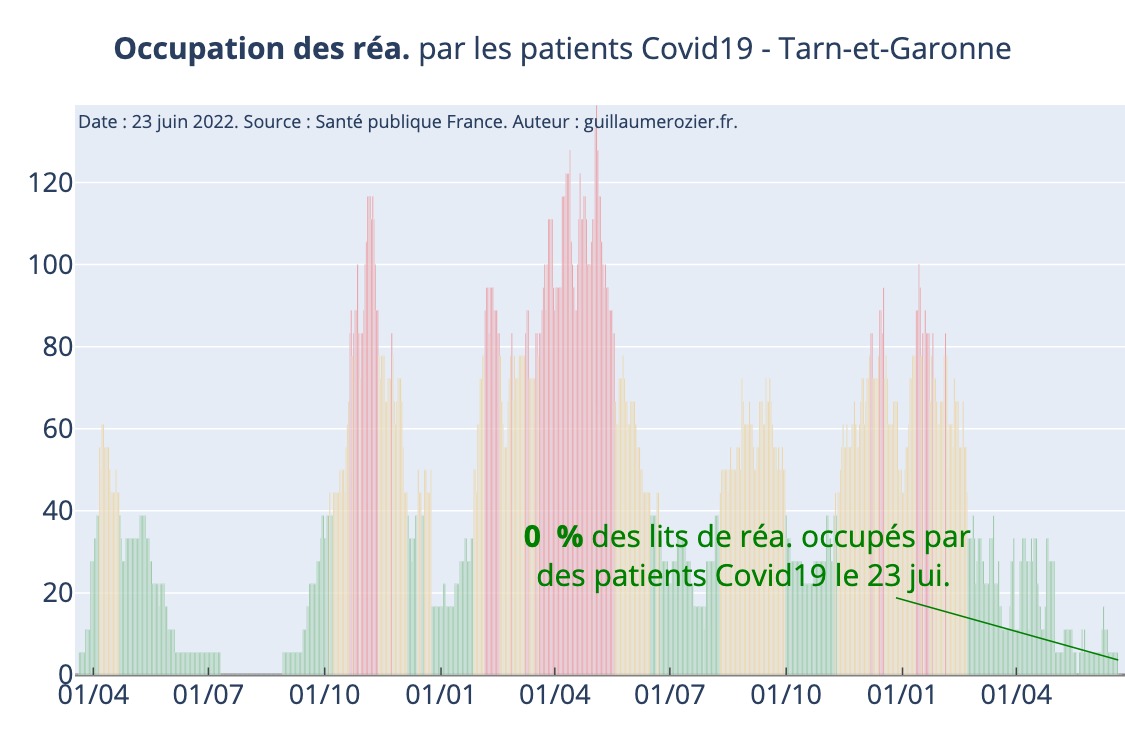 Occupation des réa. par les patients Covid19 - Tarn-et-Garonne
Date : 23 juin 2022. Source : Santé publique France. Auteur : guillaumerozier.fr.
120
100
80
60
40
0 % des lits de réa. occupés par
des patients Covid19 le 23 jui.
20
0
01/04 01/07 01/10 01/01 01/04 01/07 01/10 01/01 01/04